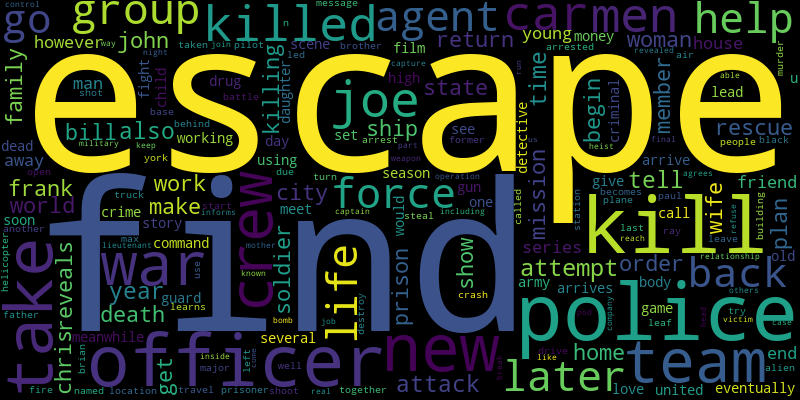 control
go
group
killed
agent
carmen
help
message
however
way
john
taken
join
pilot
n
led
scene
brother
film
return
young
money
arrested
woman
revealed
house
air
murder
night
family
man
shot
fight
child
drug
battle
killing
daughter
capture
high
state
run
time
able
lead
u
escape
base
joe
set
arrest
ship
part
see
weapon
former
us
begin
criminal
member
final
people
black
rescue
dead
bill
also
behind
working
day
military
keep
york
using
due
turn
season
operation
detective
heist
agrees
away
arrive
open
frank
work
city
force
gun
mission
give
tell
friend
world
truck
make
start
meet
captain
would
steal
including
one
called
becomes
paul
plane
wife
soon
crime
story
informs
crew
find
kill
call
refuse
building
plan
another
max
command
lieutenant
mother
soldier
life
prison
show
station
series
last
reach
ray
leave
relationship
old
helicopter
chris
reveals
war
use
known
crash
attempt
order
back
take
year
guard
learns
death
bomb
destroy
army
arrives
body
others
father
meanwhile
brian
officer
several
job
new
police
company
game
leaf
try
victim
case
get
inside
major
left
come
well
like
drive
home
team
end
alien
fire
named
location
travel
prisoner
shoot
real
together
attack
later
love
united
eventually